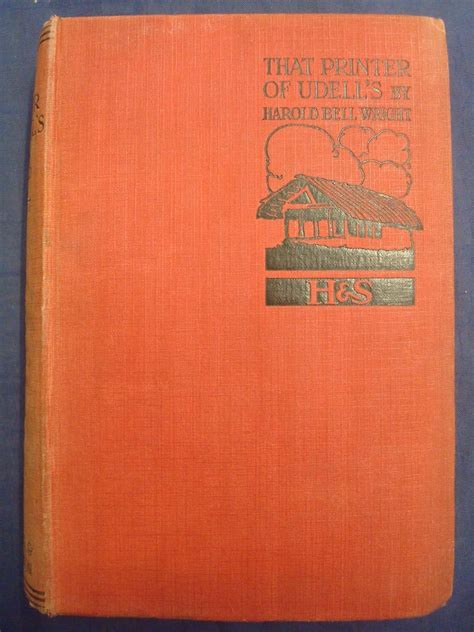 THAT PRINTER
OF UDELL'S BY
HAROLD BELL WRIGHT
H&S